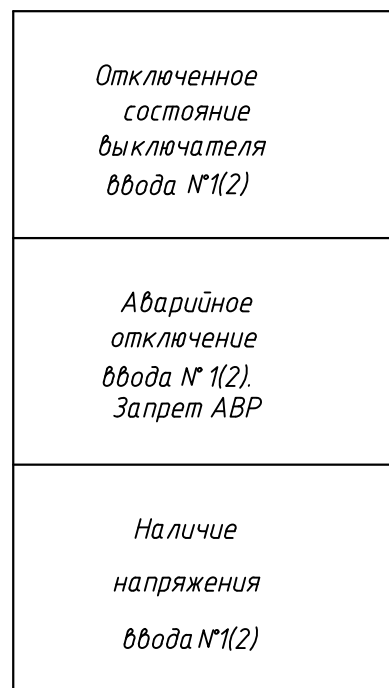 Отключенное
состояние
выключателя
ввода №1(2)
Аварийное
отключение
ввода № 1(2).
Запрет АВР
Наличие
напряжения
ввода №1(2)